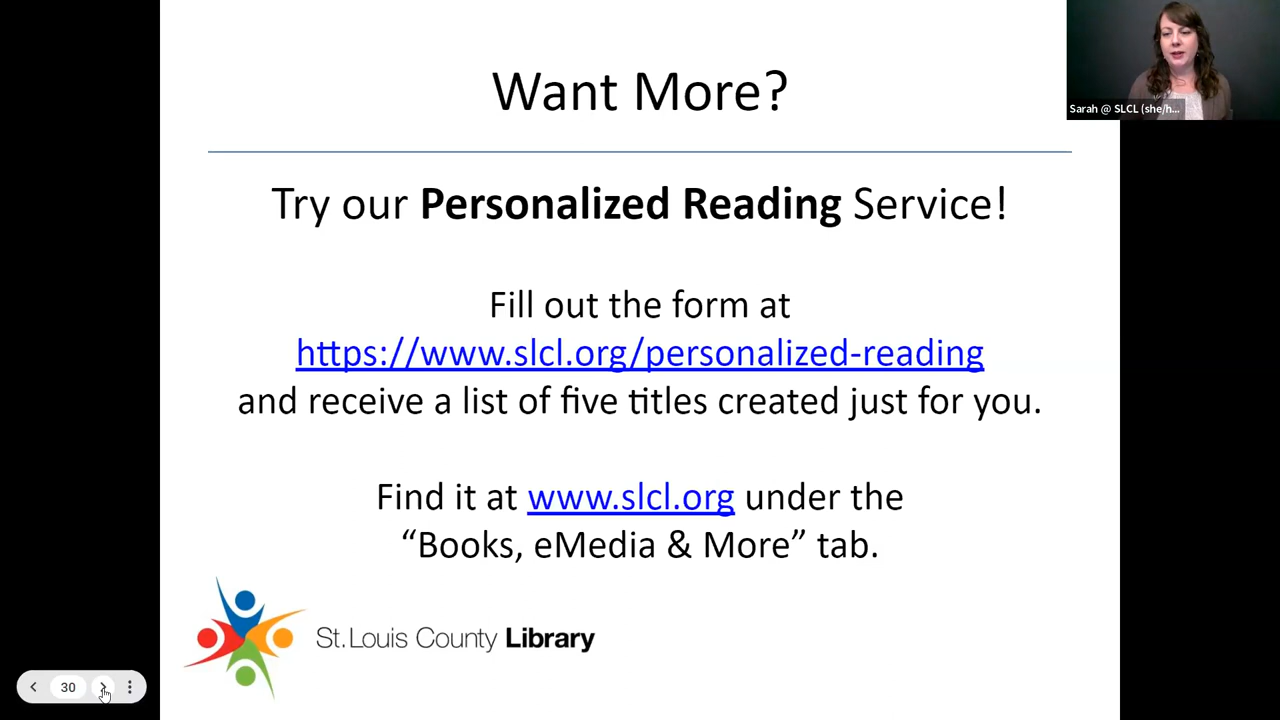 Want More?
Sarah @ SLCL (she/h...
Try our Personalized Reading Service!
Fill out the form at
https://www.slcl.org/personalized-reading
and receive a list of five titles created just for you.
Find it at www.slcl.org under the
“Books, eMedia & More” tab.
St. Louis County Library
30